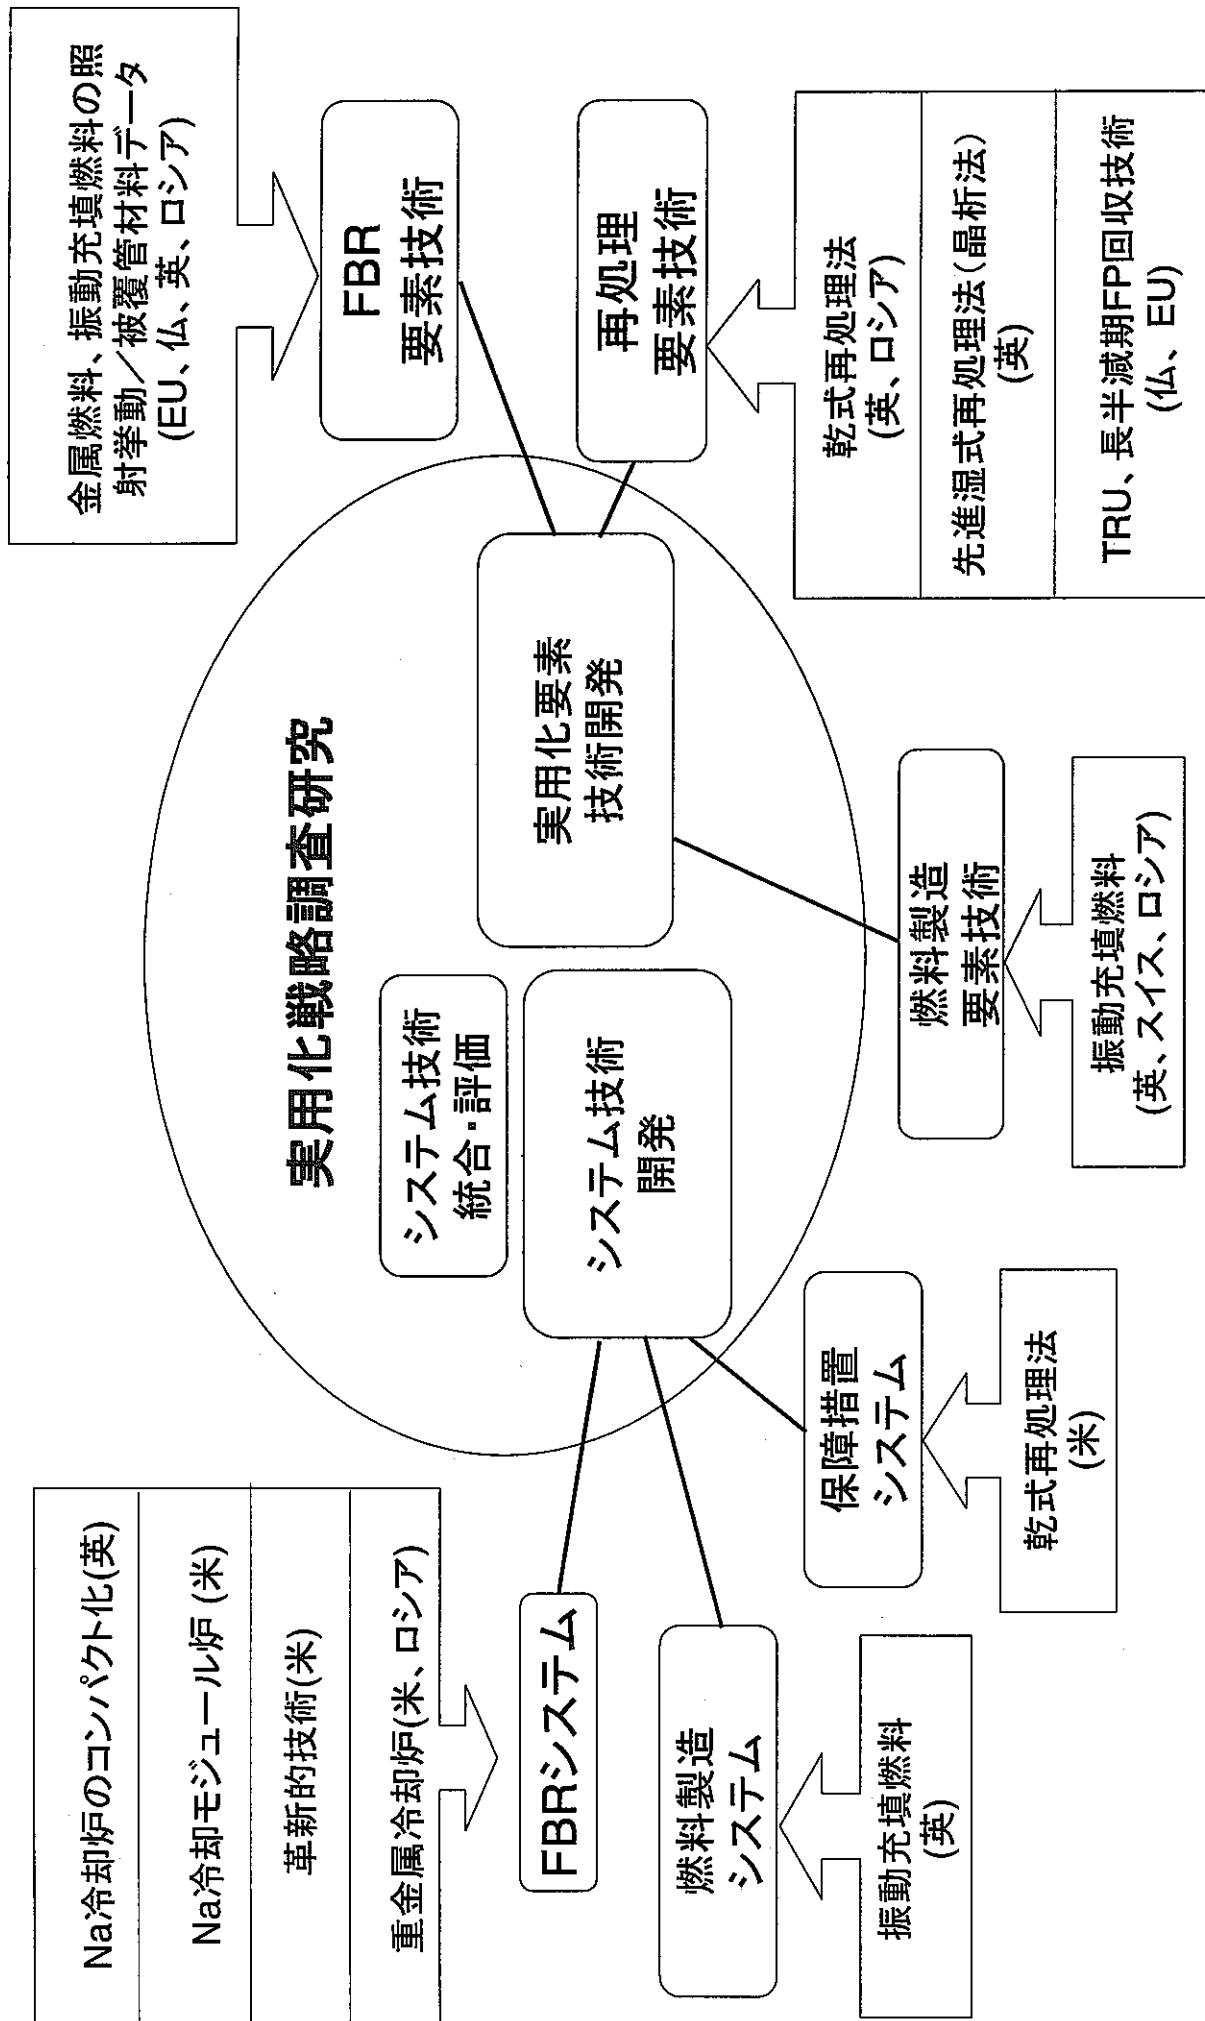 実用化戦略調査研究
Na冷却炉のコンパクト化(英)
Na冷却モジュール炉 (米)
革新的技術(米)
重金属冷却炉(米、ロシア)
FBRシステム
燃料製造
システム
振動充填燃料
(英)
システム技術
統合・評価
システム技術
開発
保障措置
システム
乾式再処理法
(米)
実用化要素
技術開発
燃料製造
要素技術
振動充填燃料
(英、スイス、ロシア)
金属燃料、振動充填燃料の照
射挙動／被覆管材料データ
(EU、仏、英、ロシア)
FBR
要素技術
再処理
要素技術
乾式再処理法
(英、ロシア)
先進湿式再処理法(晶析法)
(英)
TRU、長半減期FP回収技術
(仏、EU)